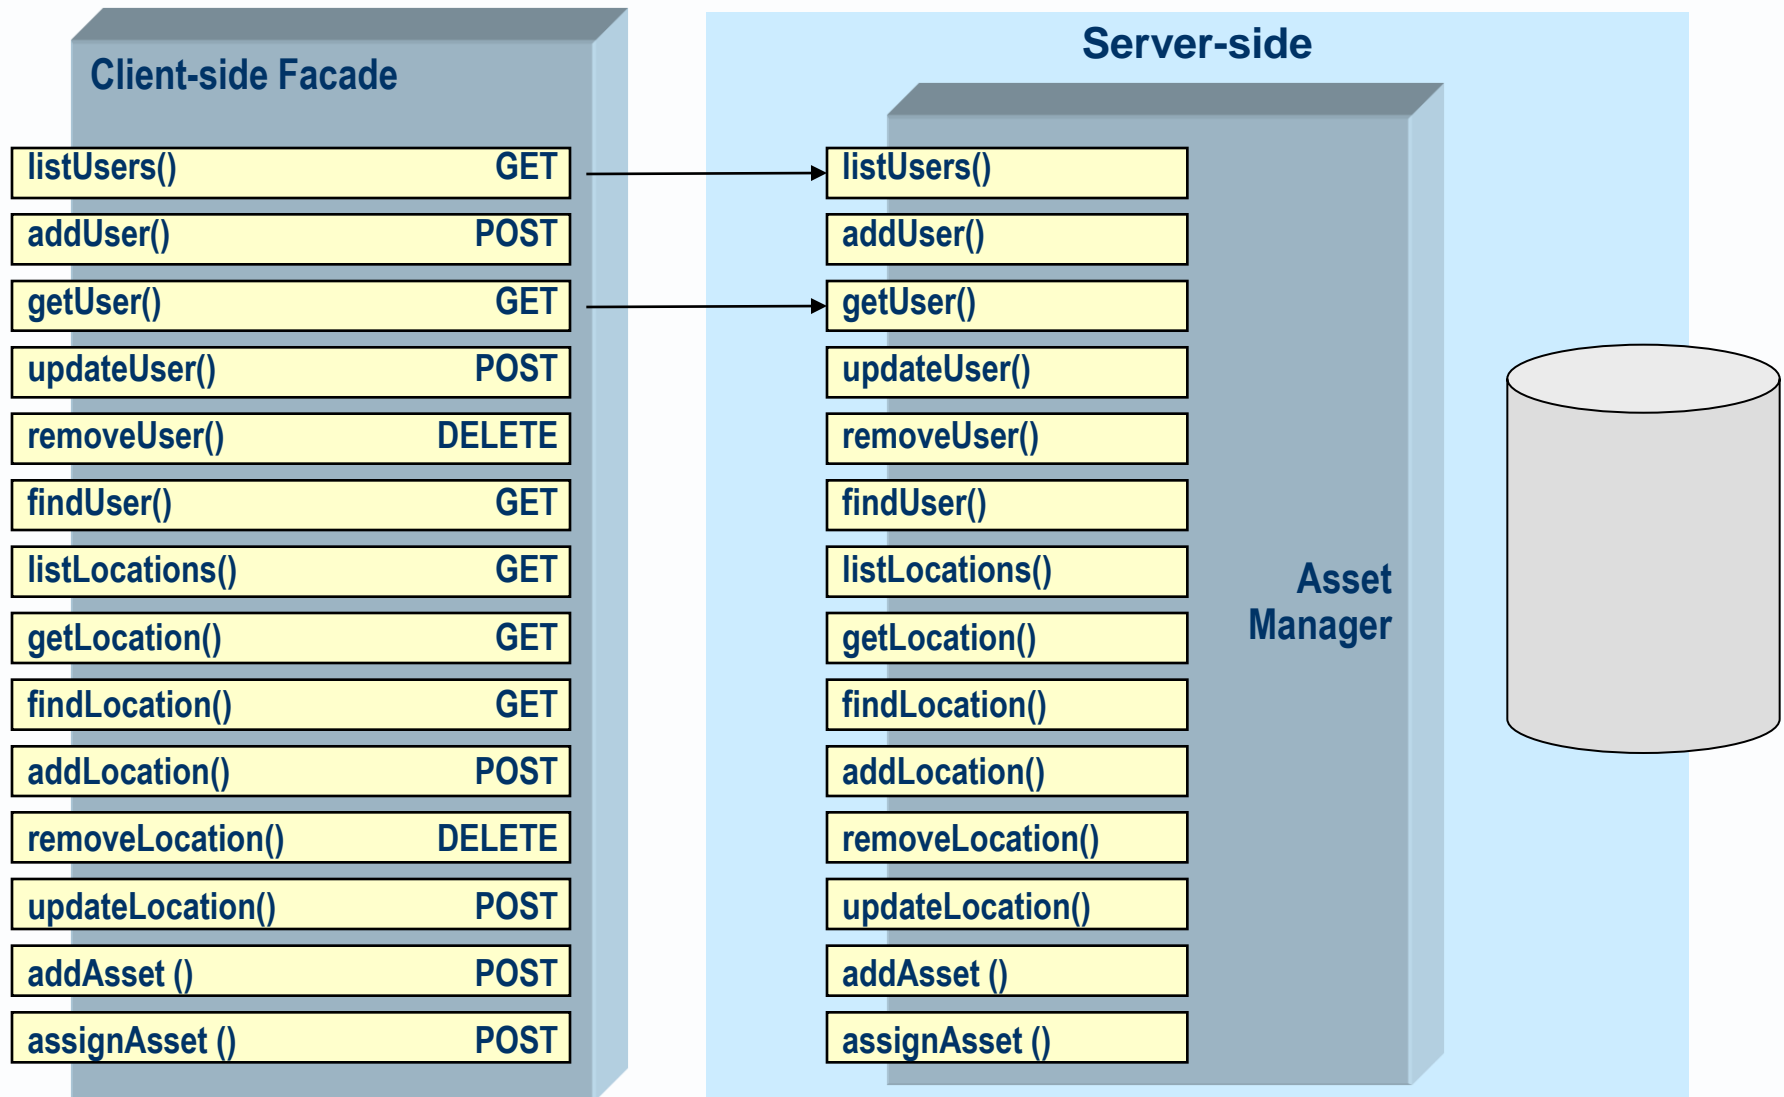 Client-side Facade
listUsers() GET
addUser() POST
getUser() GET
updateUser() POST
removeUser() DELETE
findUser() GET
listLocations() GET
getLocation() GET
findLocation() GET
addLocation() POST
removeLocation() DELETE
updateLocation() POST
addAsset () POST
assignAsset () POST
Server-side
listUsers()
addUser()
getUser()
updateUser()
removeUser()
findUser()
listLocations()
getLocation()
findLocation()
addLocation()
removeLocation()
updateLocation()
addAsset ()
assignAsset ()
Asset
Manager